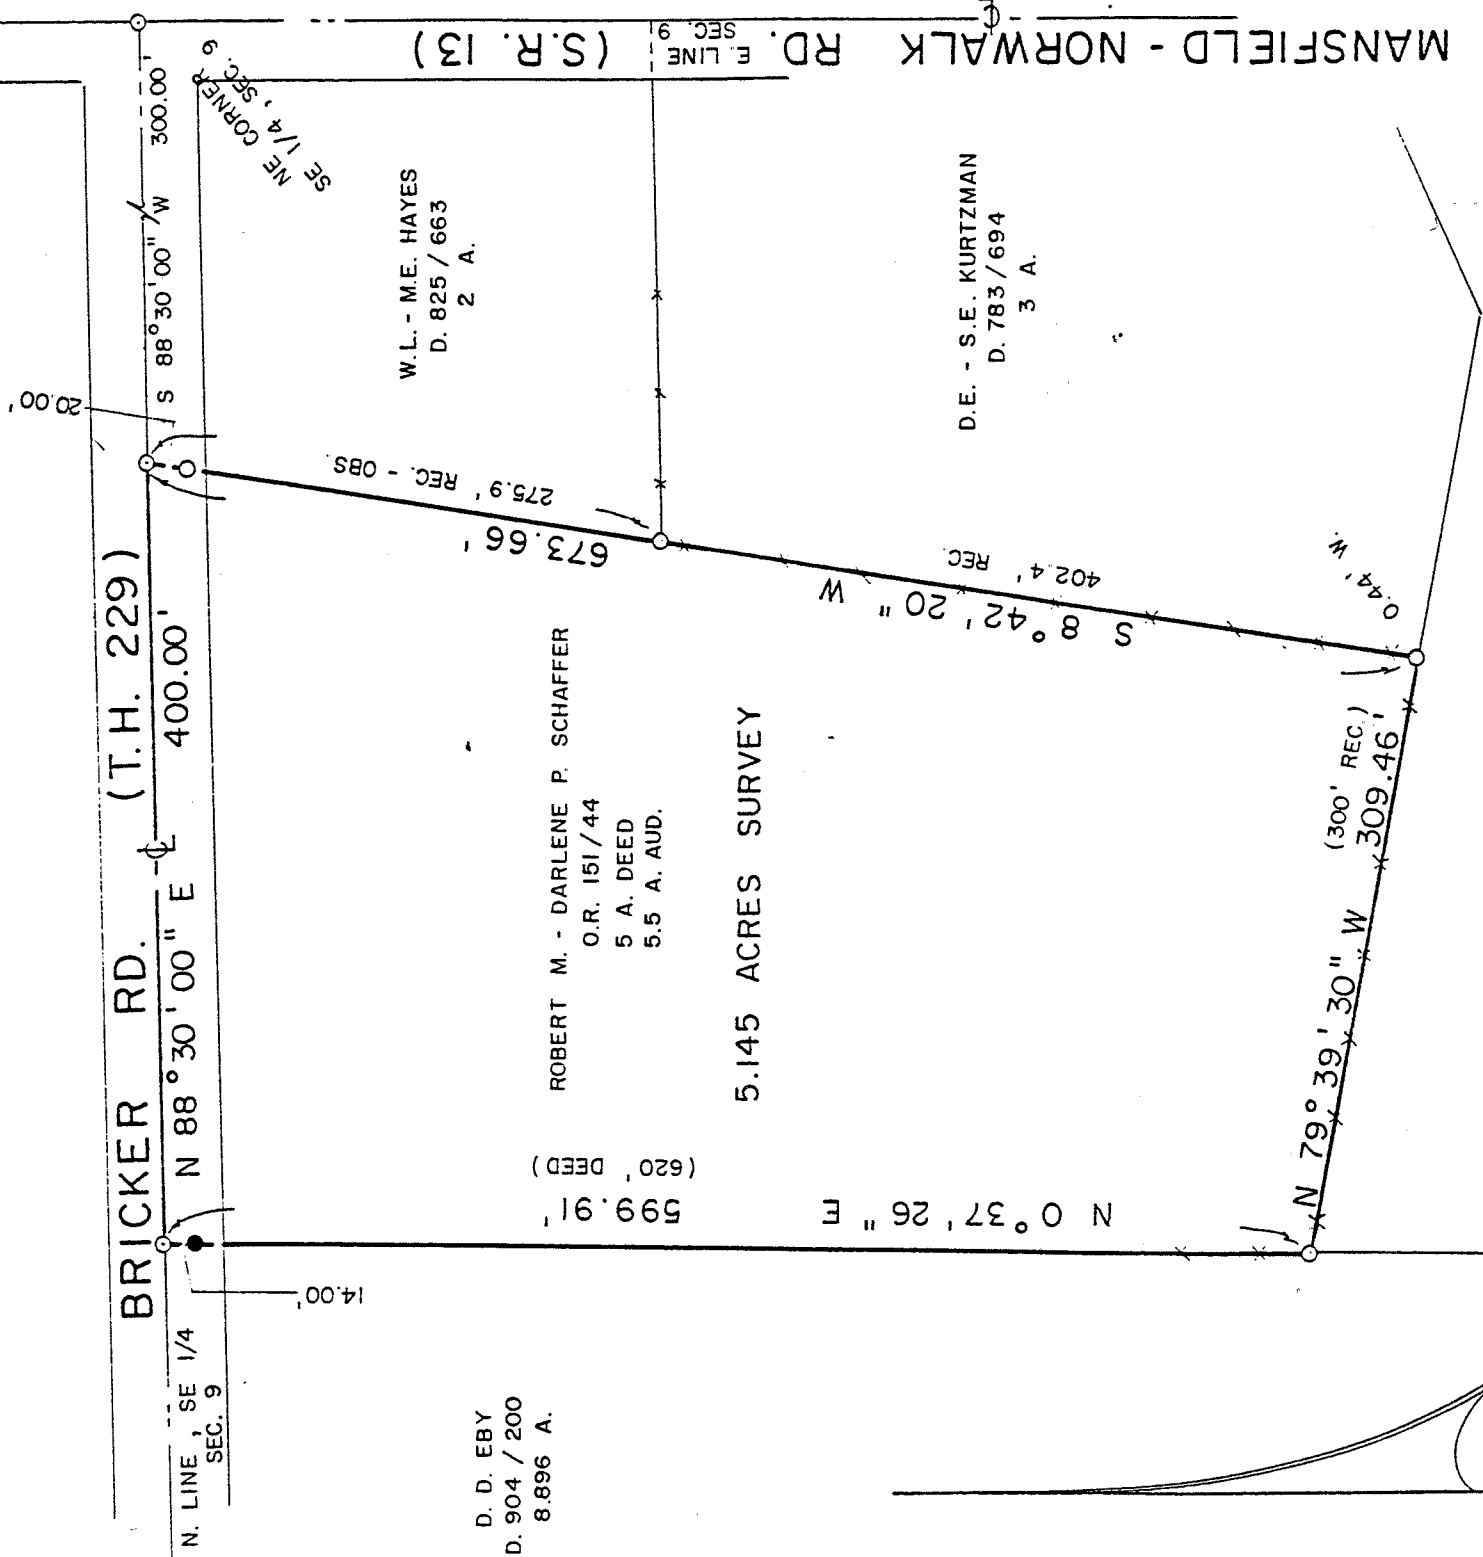 MANSFIELD - NORWALK RD. (S.R. 13)
E. LINE
SEC. 9
NE CORNER
SE 1/4, SEC. 9
300.00'
S 88°30'00" W
20.00'
W.L. - M.E. HAYES
D. 825 / 663
2 A.
D.E. - S.E. KURTZMAN
D. 783 / 694
3 A.
BRICKER RD. (T.H. 229)
N 88°30'00" E 400.00'
275.9' REC. - OBS.
673.66'
402.4' REC.
S 8°42'20" W
0.44' W.
ROBERT M. - DARLENE P. SCHAFFER
O.R. 151/44
5 A. DEED
5.5 A. AUD.
5.145 ACRES SURVEY
(300' REC.)
N 79°39'30" W 309.46'
(620' DEED)
N 0°37'26" E 599.91'
14.00'
N. LINE, SE 1/4
SEC. 9
D. D. EBY
D. 904 / 200
8.896 A.